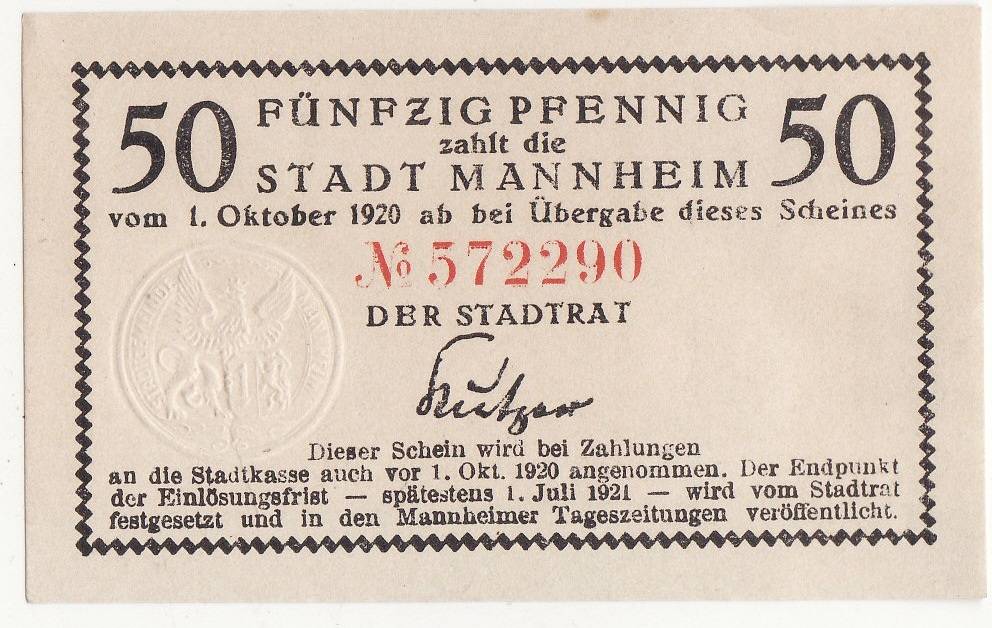 50 FÜNFZIG PFENNIG 50
zahlt die
STADT MANNHEIM
vom 1. Oktober 1920 ab bei Übergabe dieses Scheines
№ 572290
DER STADTRAT
Kutzer
Dieser Schein wird bei Zahlungen
an die Stadtkasse auch vor 1. Okt. 1920 angenommen. Der Endpunkt
der Einlösungsfrist — spätestens 1. Juli 1921 — wird vom Stadtrat
festgesetzt und in den Mannheimer Tageszeitungen veröffentlicht.